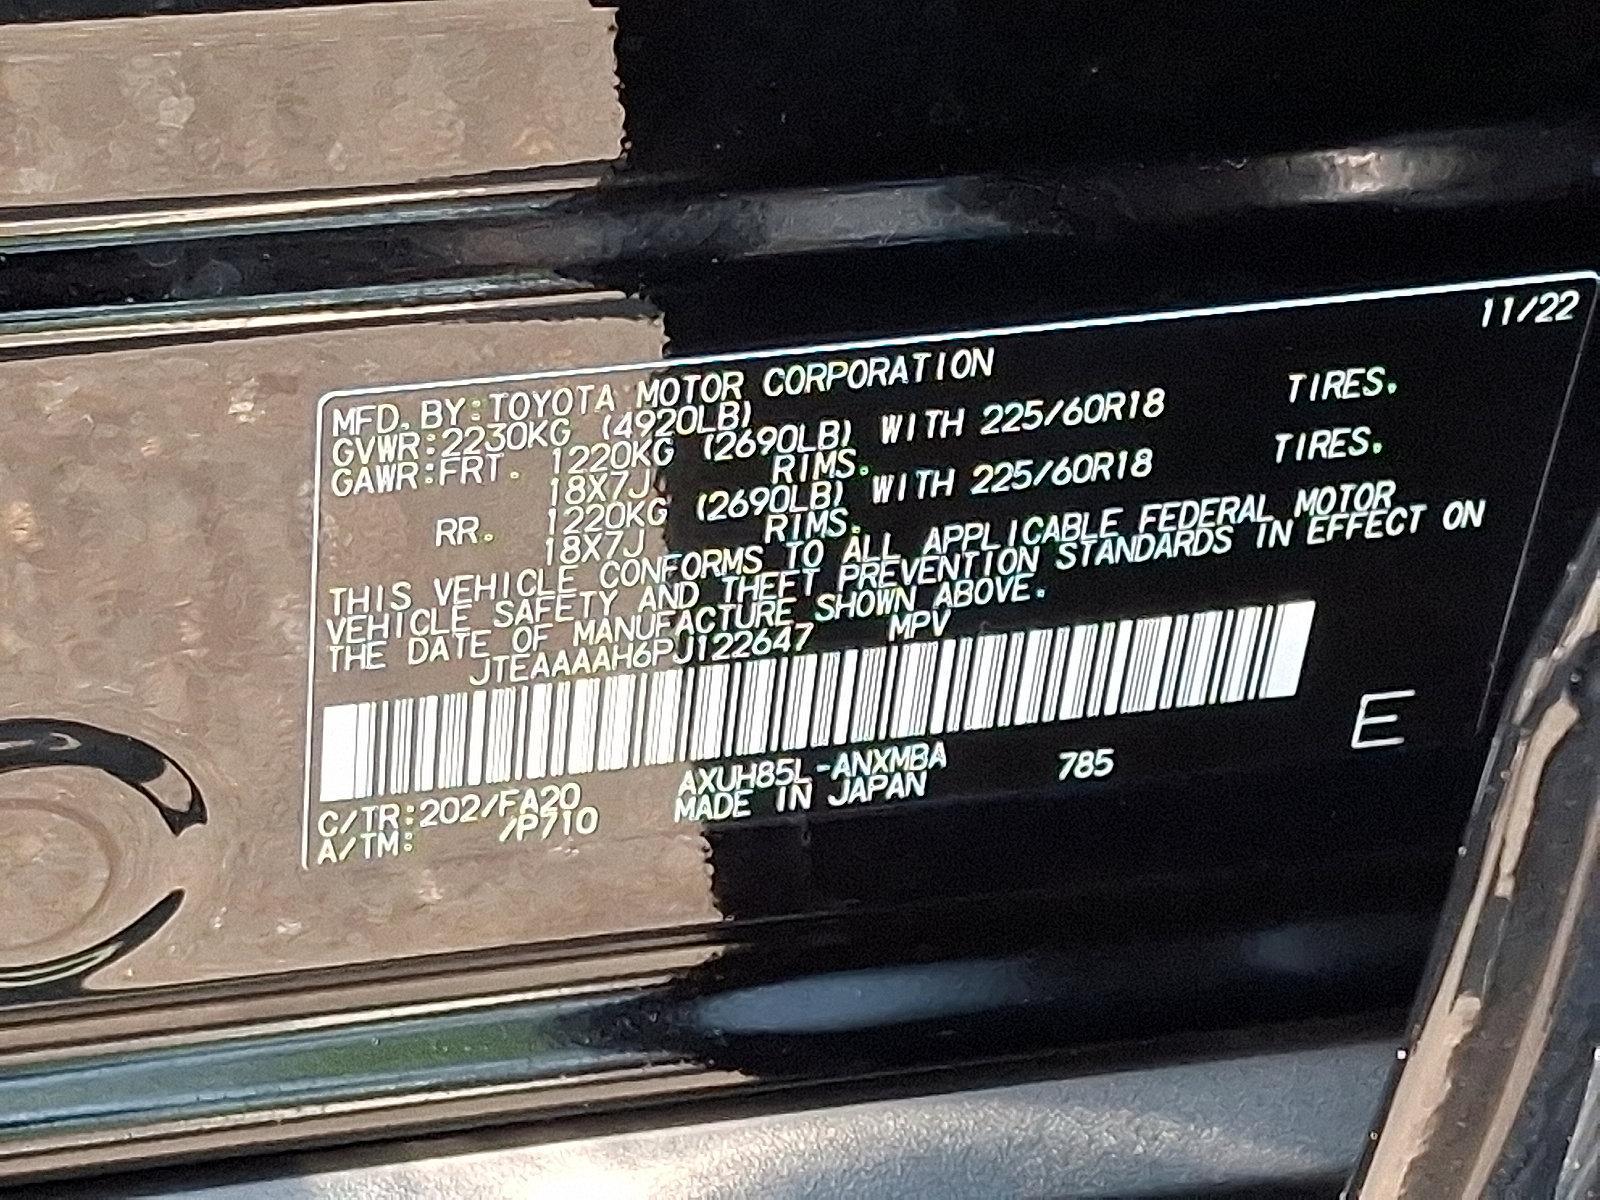 11/22
MFD. BY:TOYOTA MOTOR CORPORATION
GVWR:2230KG (4920LB)
GAWR:FRT. 1220KG (2690LB) WITH 225/60R18 TIRES.
18X7J RIMS.
RR. 1220KG (2690LB) WITH 225/60R18 TIRES.
18X7J RIMS.
THIS VEHICLE CONFORMS TO ALL APPLICABLE FEDERAL MOTOR
VEHICLE SAFETY AND THEFT PREVENTION STANDARDS IN EFFECT ON
THE DATE OF MANUFACTURE SHOWN ABOVE.
JTEAAAAH6PJ122647 MPV
E
C/TR:202/FA20 AXUH85L-ANXMBA 785
A/TM: /P710 MADE IN JAPAN